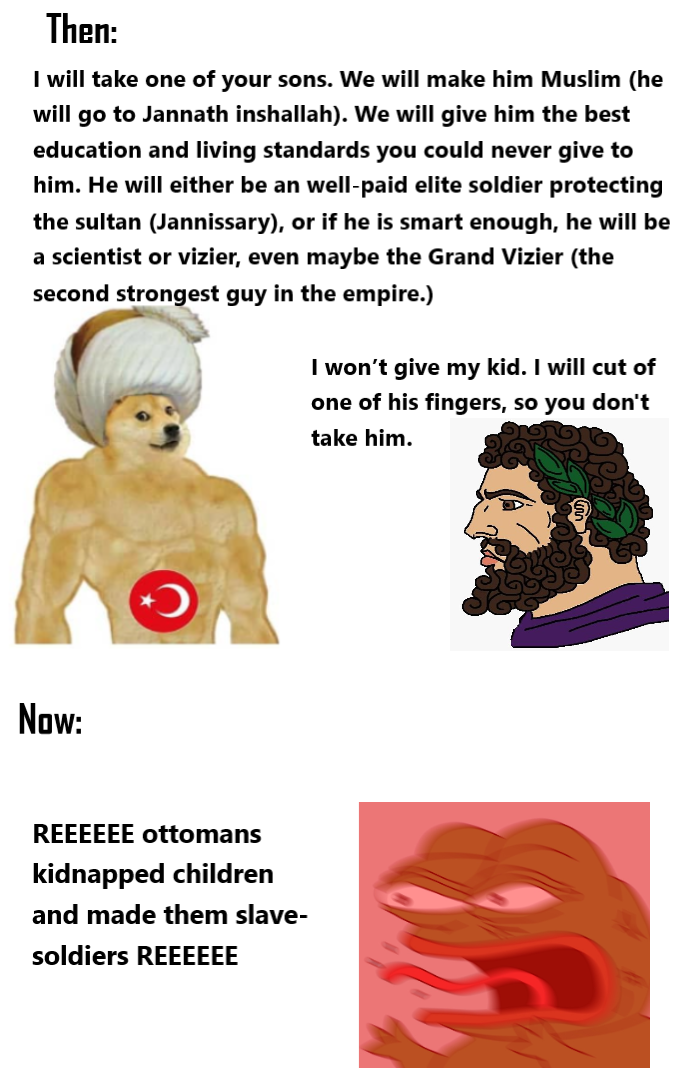 Then:
I will take one of your sons. We will make him Muslim (he
will go to Jannath inshallah). We will give him the best
education and living standards you could never give to
him. He will either be an well-paid elite soldier protecting
the sultan (Jannissary), or if he is smart enough, he will be
a scientist or vizier, even maybe the Grand Vizier (the
second strongest guy in the empire.)
I won’t give my kid. I will cut of
one of his fingers, so you don't
take him.
Now:
REEEEEE ottomans
kidnapped children
and made them slave-
soldiers REEEEEE